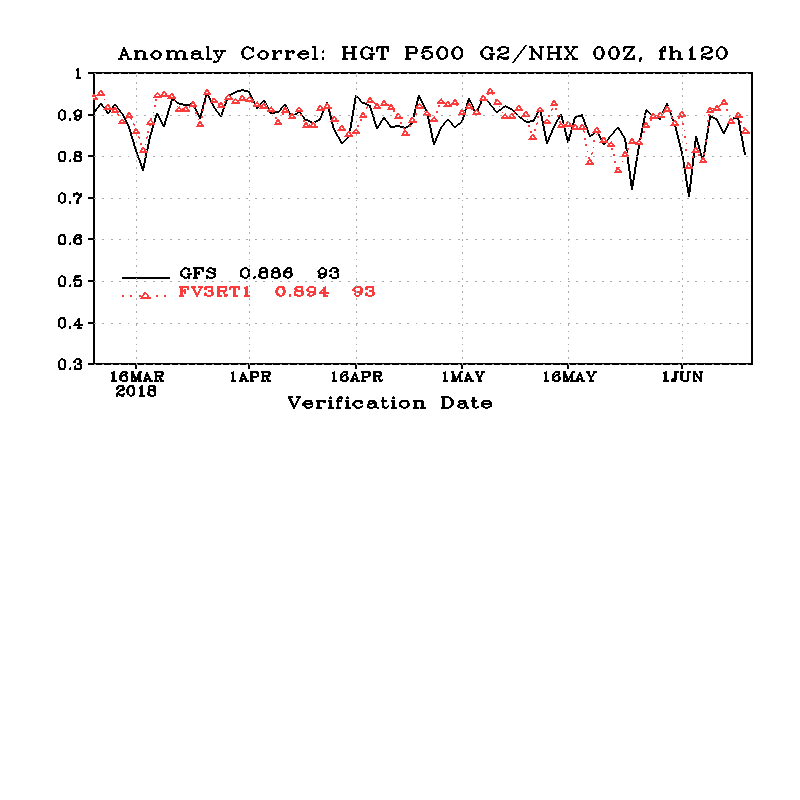 Anomaly Correl: HGT P500 G2/NHX 00Z, fh120
1
0.9
0.8
0.7
0.6
0.5
0.4
0.3
GFS 0.886 93
FV3RT1 0.894 93
16MAR 1APR 16APR 1MAY 16MAY 1JUN
2018
Verification Date